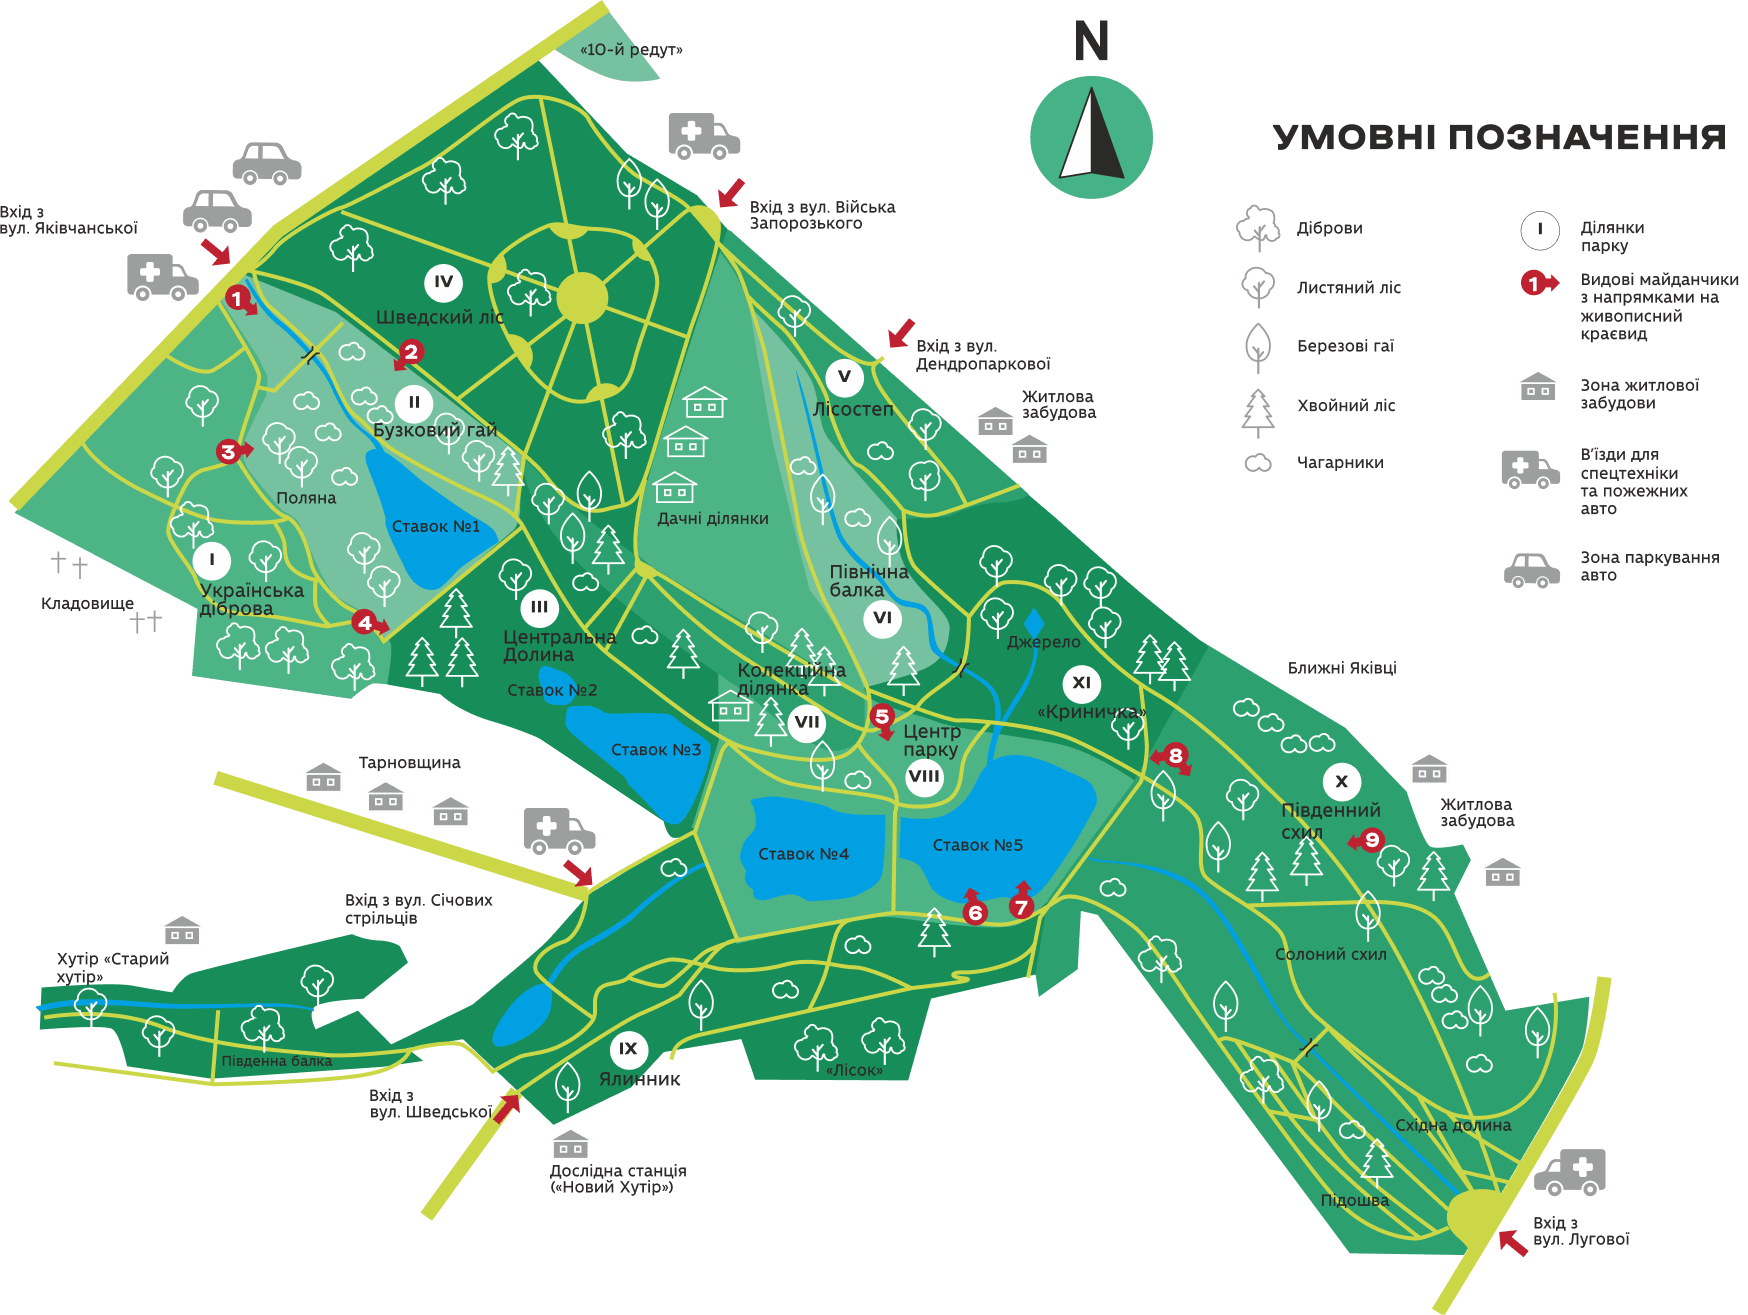 «10-й редут»
N
УМОВНІ ПОЗНАЧЕННЯ
Діброви
Листяний ліс
Березові гаї
Хвойний ліс
Чагарники
I
Ділянки
парку
1
Видові майданчики
з напрямками на
живописний
краєвид
Зона житлової
забудови
В’їзди для
спецтехніки
та пожежних
авто
Зона паркування
авто
Вхід з
вул. Яківчанської
Вхід з вул. Війська
Запорозького
1
IV
Шведский ліс
2
II
Бузковий гай
3
Поляна
Ставок №1
Вхід з вул.
Дендропаркової
V
Лісостеп
Житлова
забудова
Дачні ділянки
I
Українська
діброва
Кладовище
4
III
Центральна
Долина
Північна
балка
VI
Джерело
Колекційна
ділянка
VII
5
Центр
парку
VIII
XI
«Криничка»
Ближні Яківці
Ставок №2
Ставок №3
Тарновщина
8
X
Південний
схил
9
Житлова
забудова
Ставок №4
Ставок №5
6
7
Вхід з вул. Січових
стрільців
Хутір «Старий
хутір»
Південна балка
Солоний схил
IX
Ялинник
«Лісок»
Вхід з
вул. Шведської
Східна долина
Дослідна станція
(«Новий Хутір»)
Підошва
Вхід з
вул. Лугової